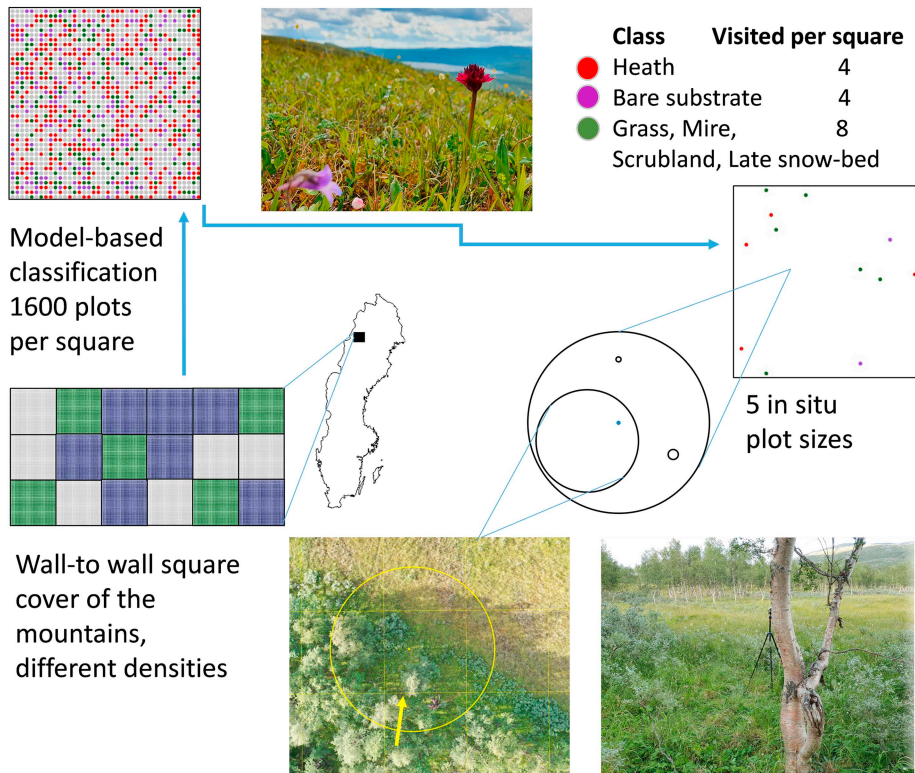 Class Visited per square
Heath 4
Bare substrate 4
Grass, Mire, 8
Scrubland, Late snow-bed
Model-based
classification
1600 plots
per square
5 in situ
plot sizes
Wall-to wall square
cover of the
mountains,
different densities